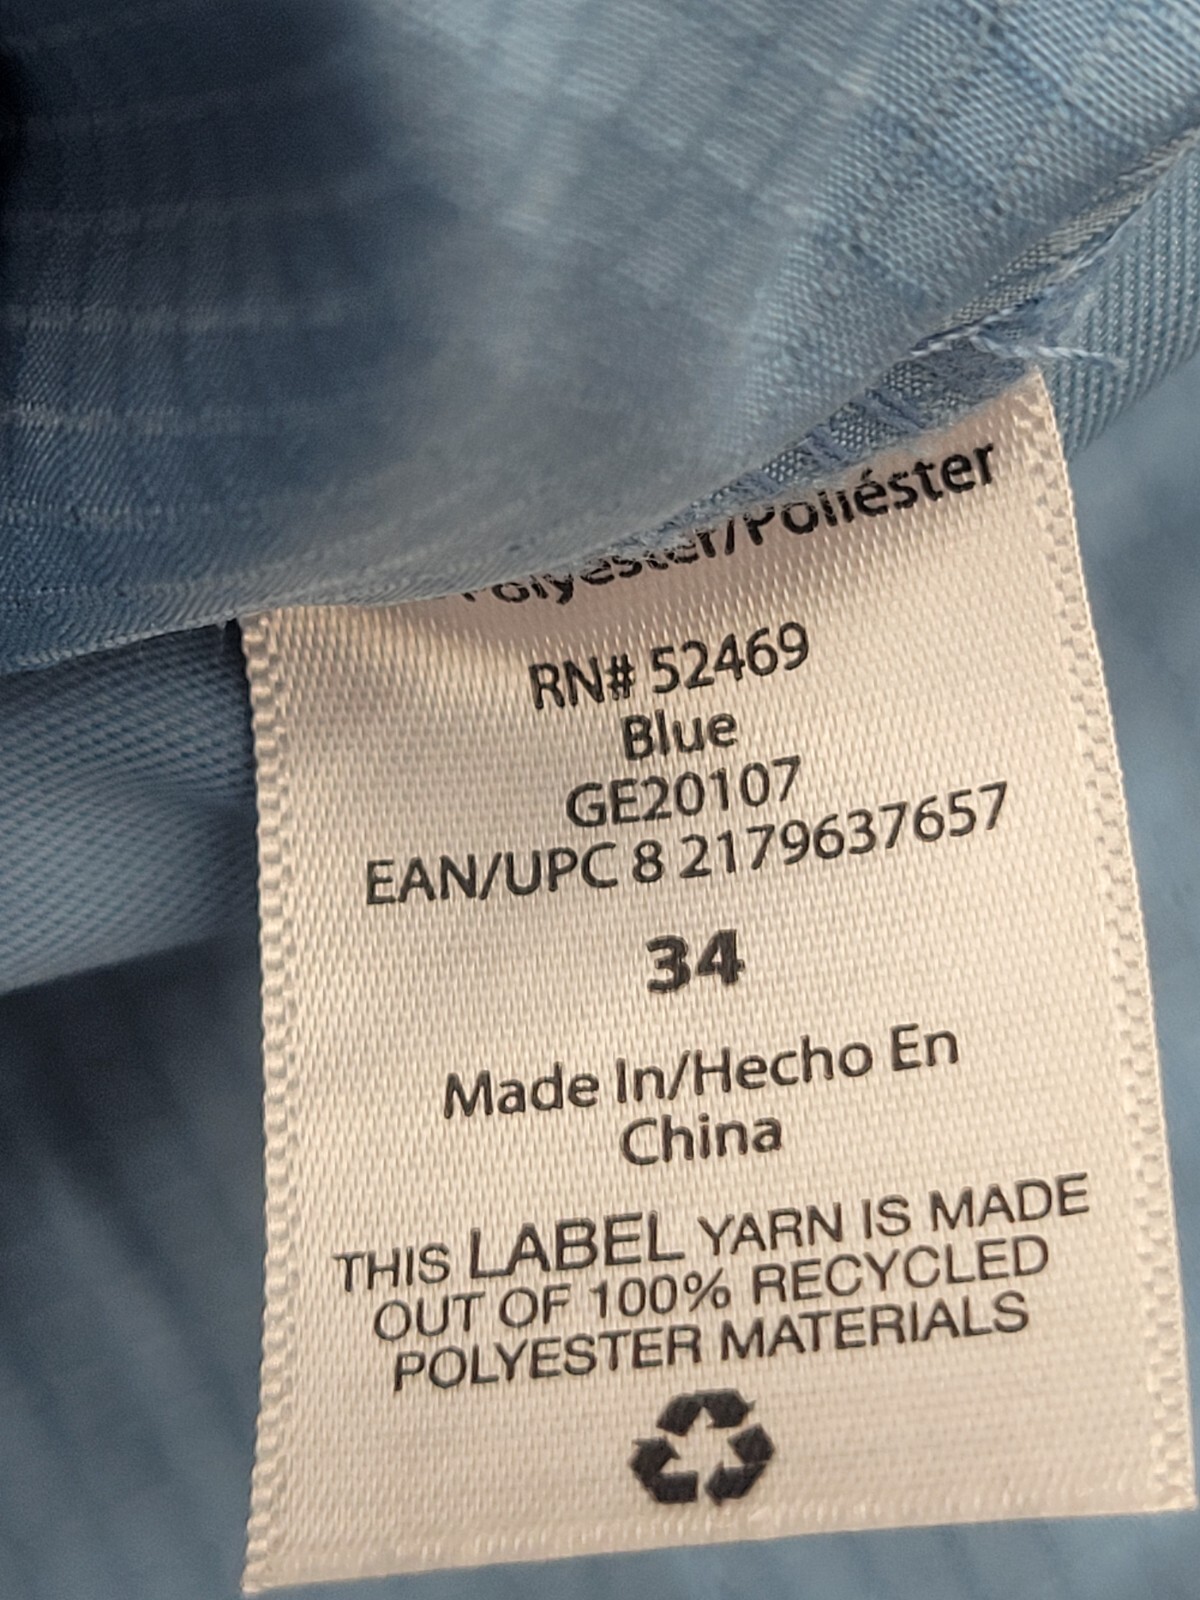 Polyester/Poliéster
RN# 52469
Blue
GE20107
EAN/UPC 8 2179637657
34
Made In/Hecho En
China
THIS LABEL YARN IS MADE
OUT OF 100% RECYCLED
POLYESTER MATERIALS